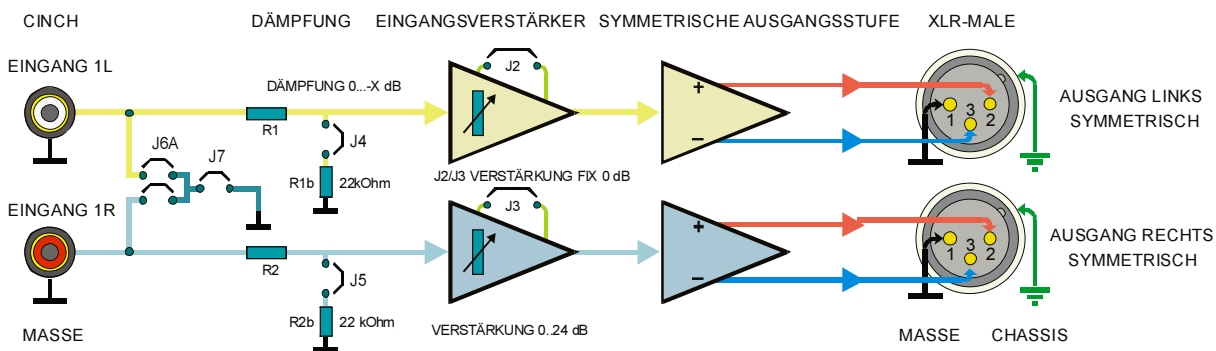 CINCH DÄMPFUNG EINGANGSVERSTÄRKER SYMMETRISCHE AUSGANGSSTUFE XLR-MALE
EINGANG 1L
DÄMPFUNG 0...-X dB
J2
R1
J4
+
−
1 3 2
AUSGANG LINKS
SYMMETRISCH
J6A
J7
R1b 22kOhm
J2/J3 VERSTÄRKUNG FIX 0 dB
EINGANG 1R
J3
R2
J5
+
−
1 3 2
AUSGANG RECHTS
SYMMETRISCH
R2b 22 kOhm
MASSE
VERSTÄRKUNG 0..24 dB
MASSE CHASSIS